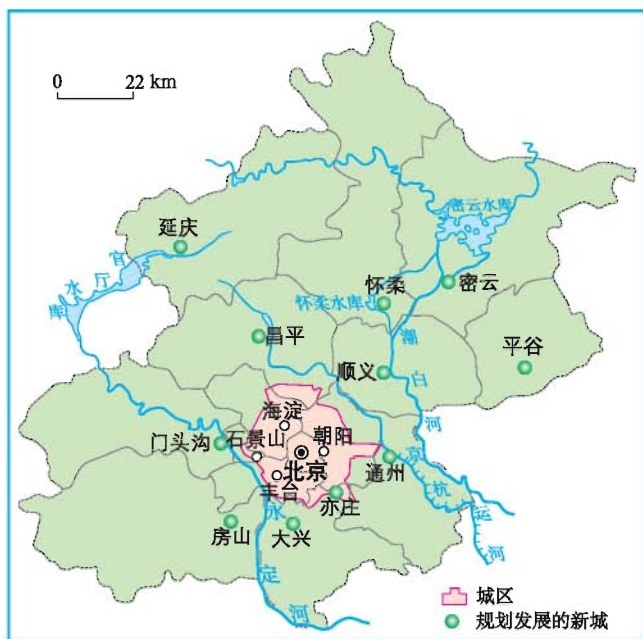 0 22 km
密云水库
延庆
官厅水库
怀柔
密云
怀柔水库
昌平
潮白河
平谷
顺义
海淀
门头沟
石景山
朝阳
北京
通州
京杭运河
丰台
亦庄
永定河
房山
大兴
城区
规划发展的新城